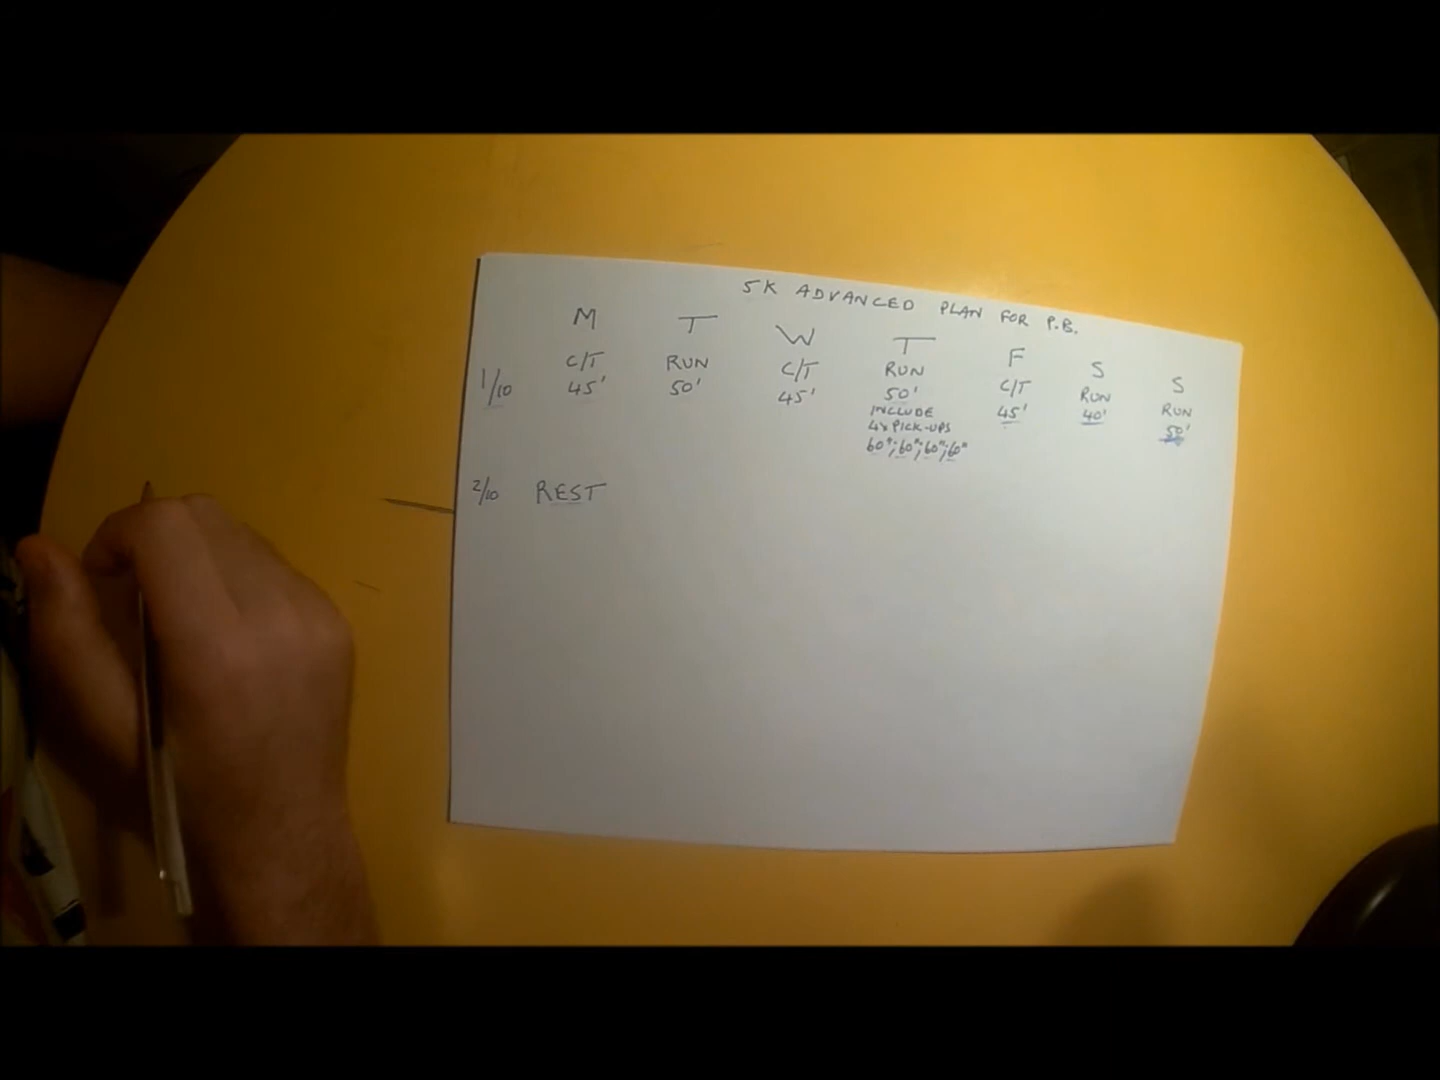 5K ADVANCED PLAN FOR P.B.
M T W T F S S
1/10
C/T
45'
RUN
50'
C/T
45'
RUN
50'
INCLUDE
4x PICK-UPS
60"; 60"; 60"; 60"
C/T
45'
RUN
40'
RUN
50'
2/10 REST